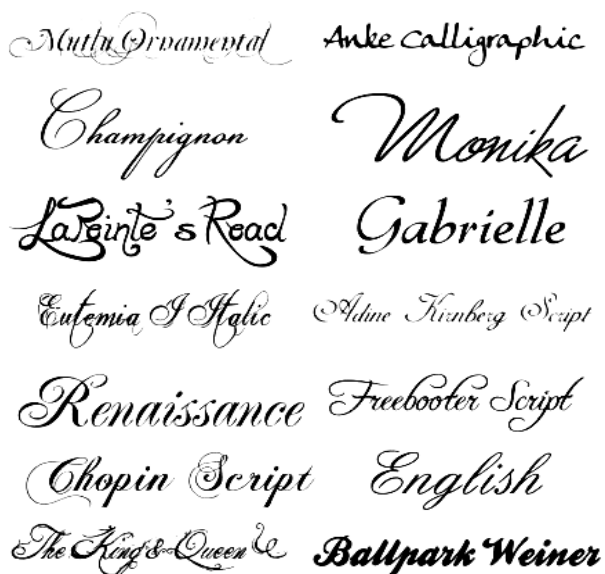 Mutlu Ornamental
Anke Calligraphic
Champignon
Monika
LaPointe's Road
Gabrielle
Eutemia I Italic
Adine Kirnberg Script
Renaissance
Freebooter Script
Chopin Script
English
The King & Queen
Ballpark Weiner